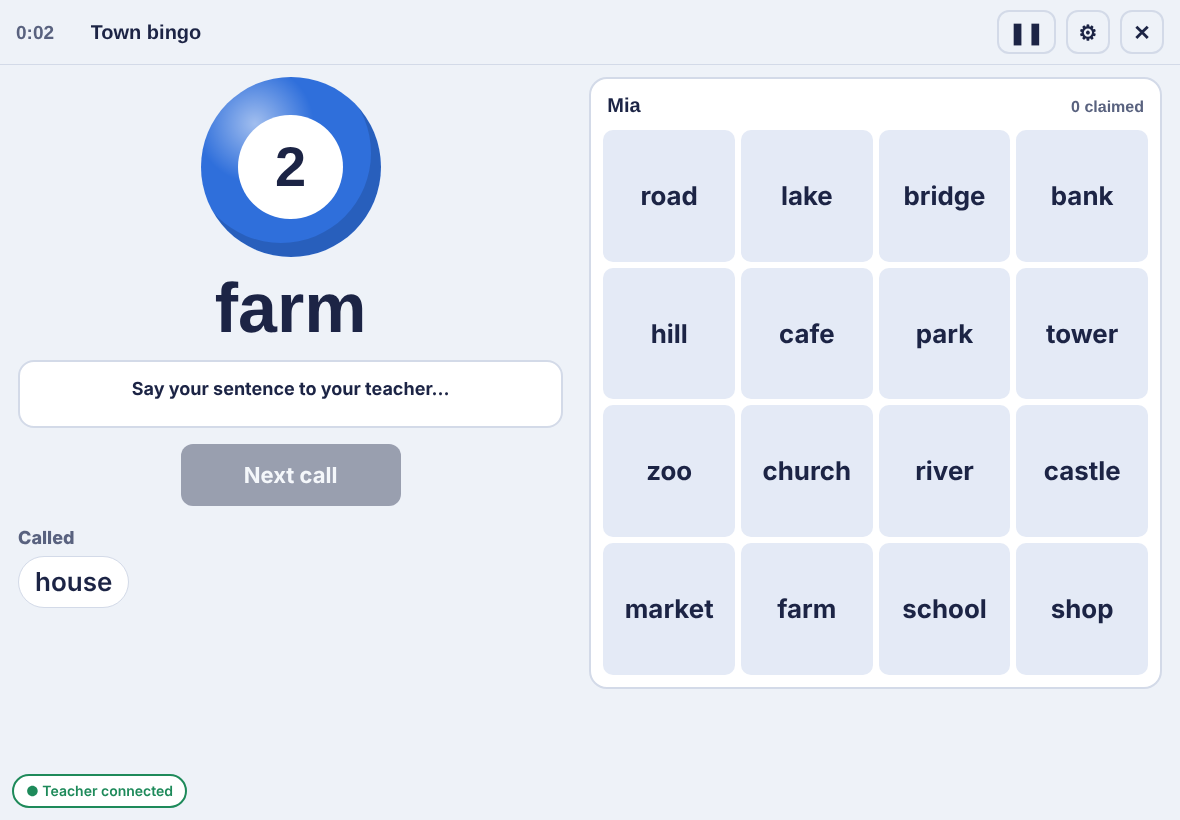 0:02 Town bingo
2
farm
Say your sentence to your teacher...
Next call
Called
house
Teacher connected
Mia 0 claimed
road lake bridge bank
hill cafe park tower
zoo church river castle
market farm school shop